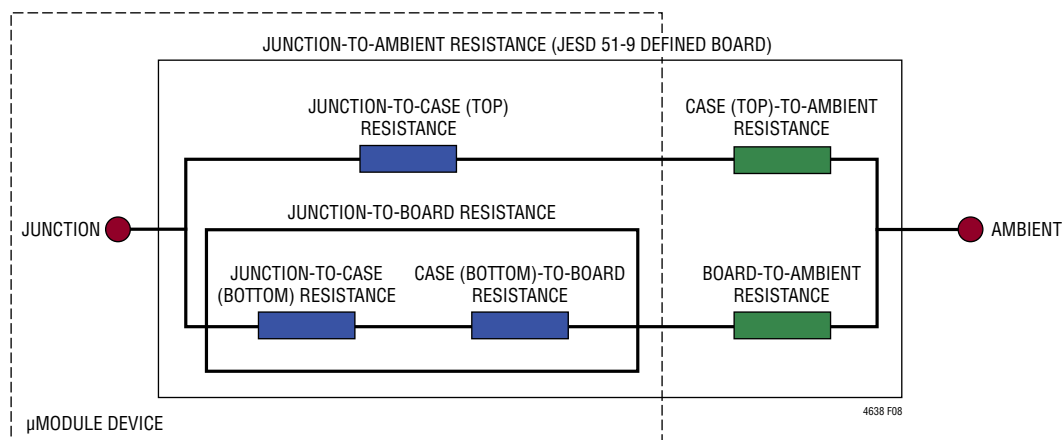 JUNCTION-TO-AMBIENT RESISTANCE (JESD 51-9 DEFINED BOARD)
JUNCTION-TO-CASE (TOP)
RESISTANCE
CASE (TOP)-TO-AMBIENT
RESISTANCE
JUNCTION-TO-BOARD RESISTANCE
JUNCTION
AMBIENT
JUNCTION-TO-CASE
(BOTTOM) RESISTANCE
CASE (BOTTOM)-TO-BOARD
RESISTANCE
BOARD-TO-AMBIENT
RESISTANCE
4638 F08
µMODULE DEVICE